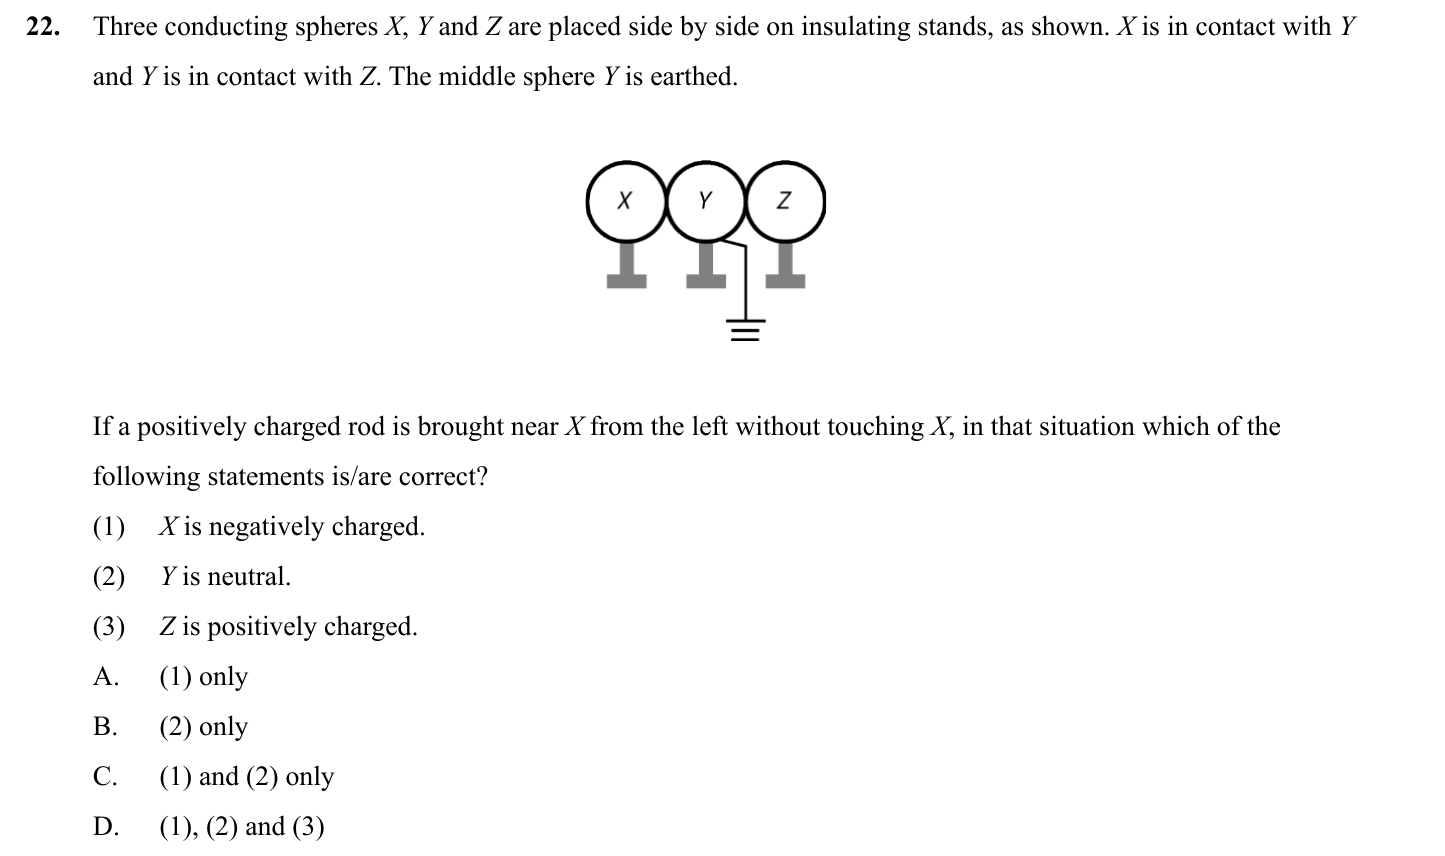 22. Three conducting spheres X, Y and Z are placed side by side on insulating stands, as shown. X is in contact with Y
and Y is in contact with Z. The middle sphere Y is earthed.
X Y Z
If a positively charged rod is brought near X from the left without touching X, in that situation which of the
following statements is/are correct?
(1) X is negatively charged.
(2) Y is neutral.
(3) Z is positively charged.
A. (1) only
B. (2) only
C. (1) and (2) only
D. (1), (2) and (3)